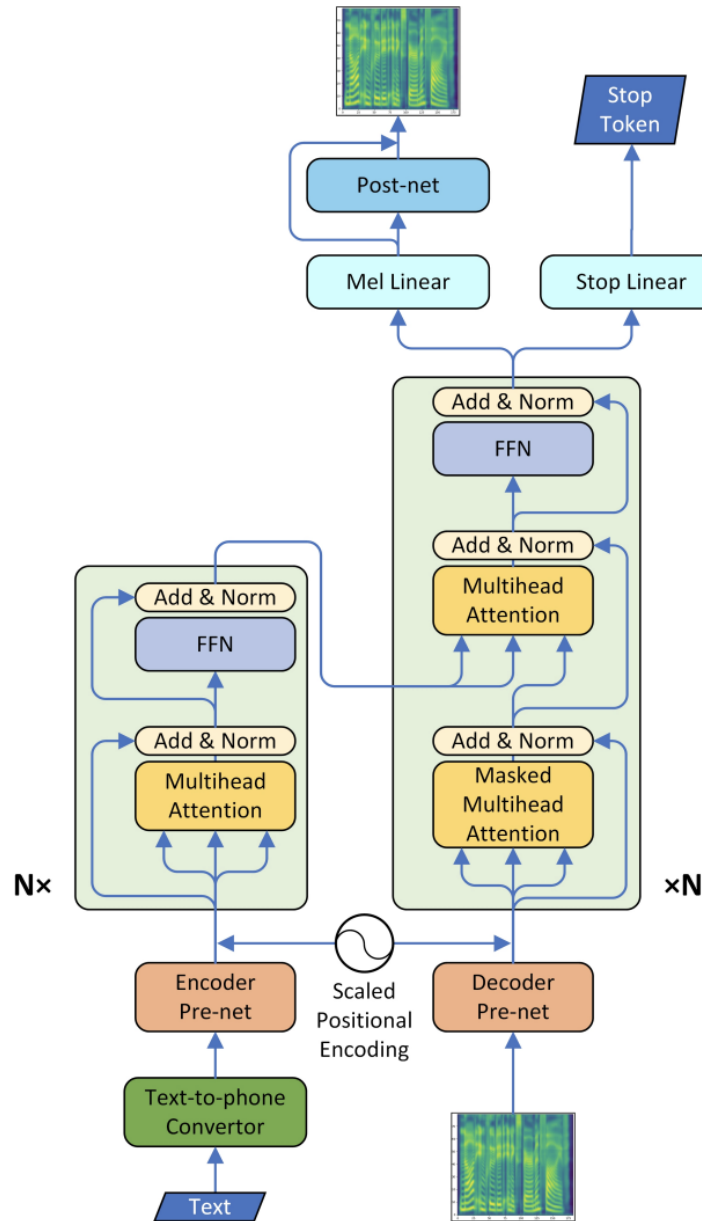 Stop
Token
Post-net
Mel Linear
Stop Linear
Add & Norm
FFN
Add & Norm
Multihead
Attention
Add & Norm
Masked
Multihead
Attention
×N
Add & Norm
FFN
Add & Norm
Multihead
Attention
N×
Encoder
Pre-net
Scaled
Positional
Encoding
Decoder
Pre-net
Text-to-phone
Convertor
Text